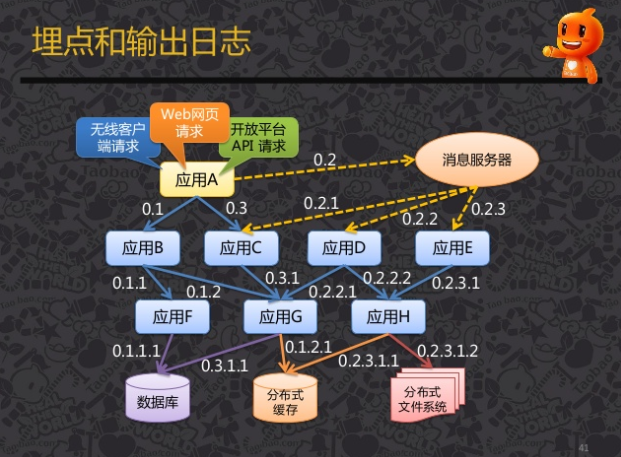 埋点和输出日志
无线客户
端请求
Web网页
请求
开放平台
API 请求
应用A
0.2
消息服务器
0.1
0.3
0.2.1
0.2.2
0.2.3
应用B
应用C
应用D
应用E
0.1.1
0.1.2
0.3.1
0.2.2.1
0.2.2.2
0.2.3.1
应用F
应用G
应用H
0.1.1.1
0.3.1.1
0.1.2.1
0.2.3.1.1
0.2.3.1.2
数据库
分布式
缓存
分布式
文件系统
41